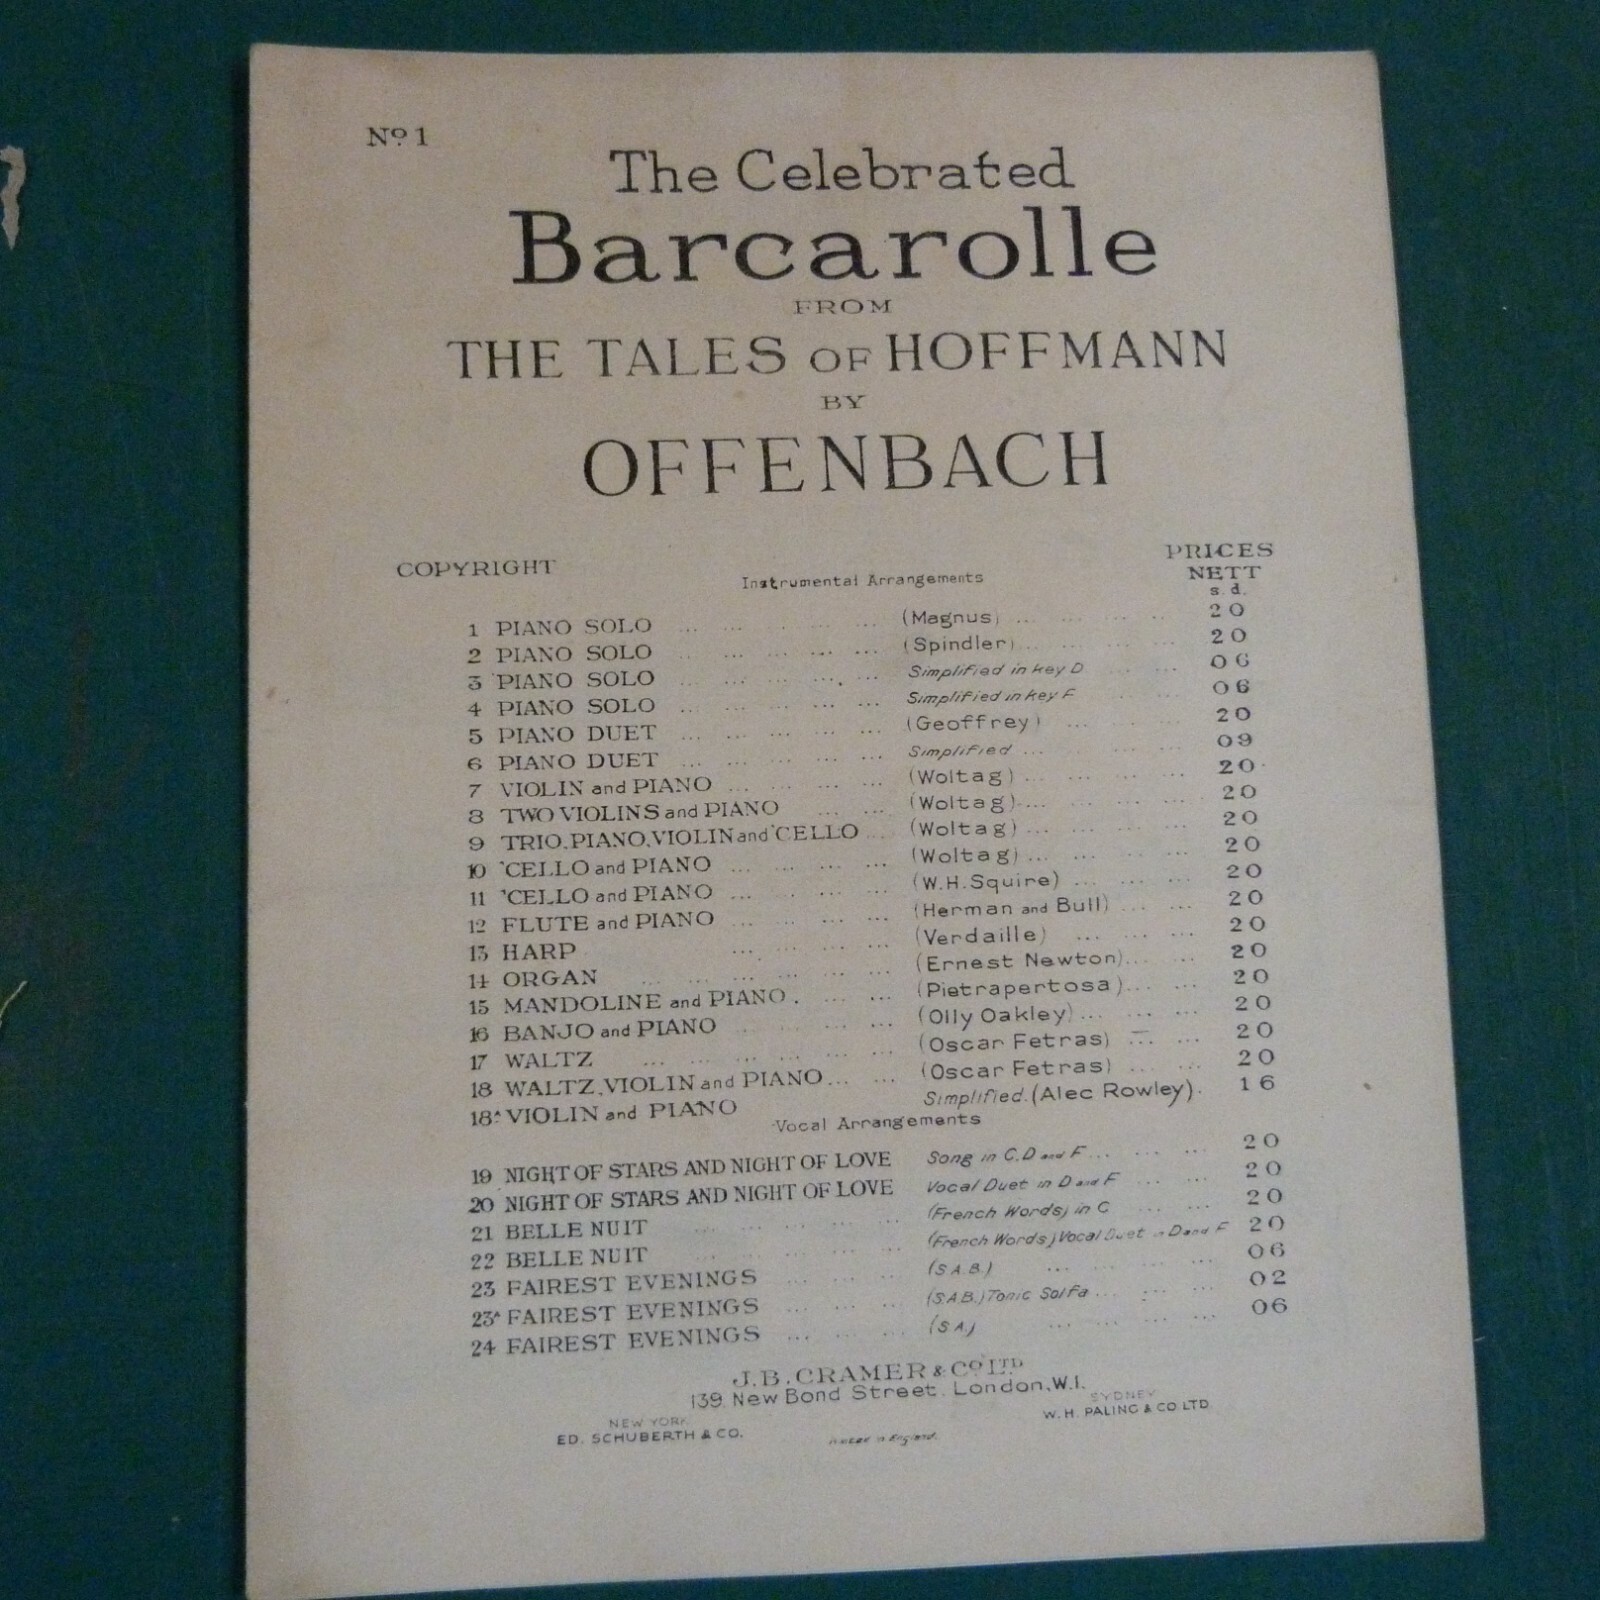 No. 1
The Celebrated
Barcarolle
FROM
THE TALES OF HOFFMANN
BY
OFFENBACH
COPYRIGHT
Instrumental Arrangements
PRICES
NETT
s. d.
1 PIANO SOLO ... (Magnus) ... 2 0
2 PIANO SOLO ... (Spindler) ... 2 0
3 PIANO SOLO ... Simplified in key D ... 0 6
4 PIANO SOLO ... Simplified in key F ... 0 6
5 PIANO DUET ... (Geoffrey) ... 2 0
6 PIANO DUET ... Simplified ... 0 9
7 VIOLIN and PIANO ... (Woltag) ... 2 0
8 TWO VIOLINS and PIANO ... (Woltag) ... 2 0
9 TRIO, PIANO, VIOLIN and 'CELLO ... (Woltag) ... 2 0
10 'CELLO and PIANO ... (Woltag) ... 2 0
11 'CELLO and PIANO ... (W.H. Squire) ... 2 0
12 FLUTE and PIANO ... (Herman and Bull) ... 2 0
13 HARP ... (Verdaille) ... 2 0
14 ORGAN ... (Ernest Newton) ... 2 0
15 MANDOLINE and PIANO ... (Pietrapertosa) ... 2 0
16 BANJO and PIANO ... (Olly Oakley) ... 2 0
17 WALTZ ... (Oscar Fetras) ... 2 0
18 WALTZ, VIOLIN and PIANO ... (Oscar Fetras) ... 2 0
18A VIOLIN and PIANO Simplified. (Alec Rowley). 1 6
Vocal Arrangements
19 NIGHT OF STARS AND NIGHT OF LOVE Song in C, D and F ... 2 0
20 NIGHT OF STARS AND NIGHT OF LOVE Vocal Duet in D and F ... 2 0
21 BELLE NUIT ... (French Words) in C ... 2 0
22 BELLE NUIT ... (French Words) Vocal Duet in D and F 2 0
23 FAIREST EVENINGS ... (S.A.B.) ... 0 6
23A FAIREST EVENINGS ... (S.A.B.) Tonic Solfa ... 0 2
24 FAIREST EVENINGS ... (S A.) ... 0 6
J.B. CRAMER & CO. LTD.
139, New Bond Street, London, W.1.
NEW YORK
ED. SCHUBERTH & CO.
SYDNEY
W.H. PALING & CO LTD
in England.